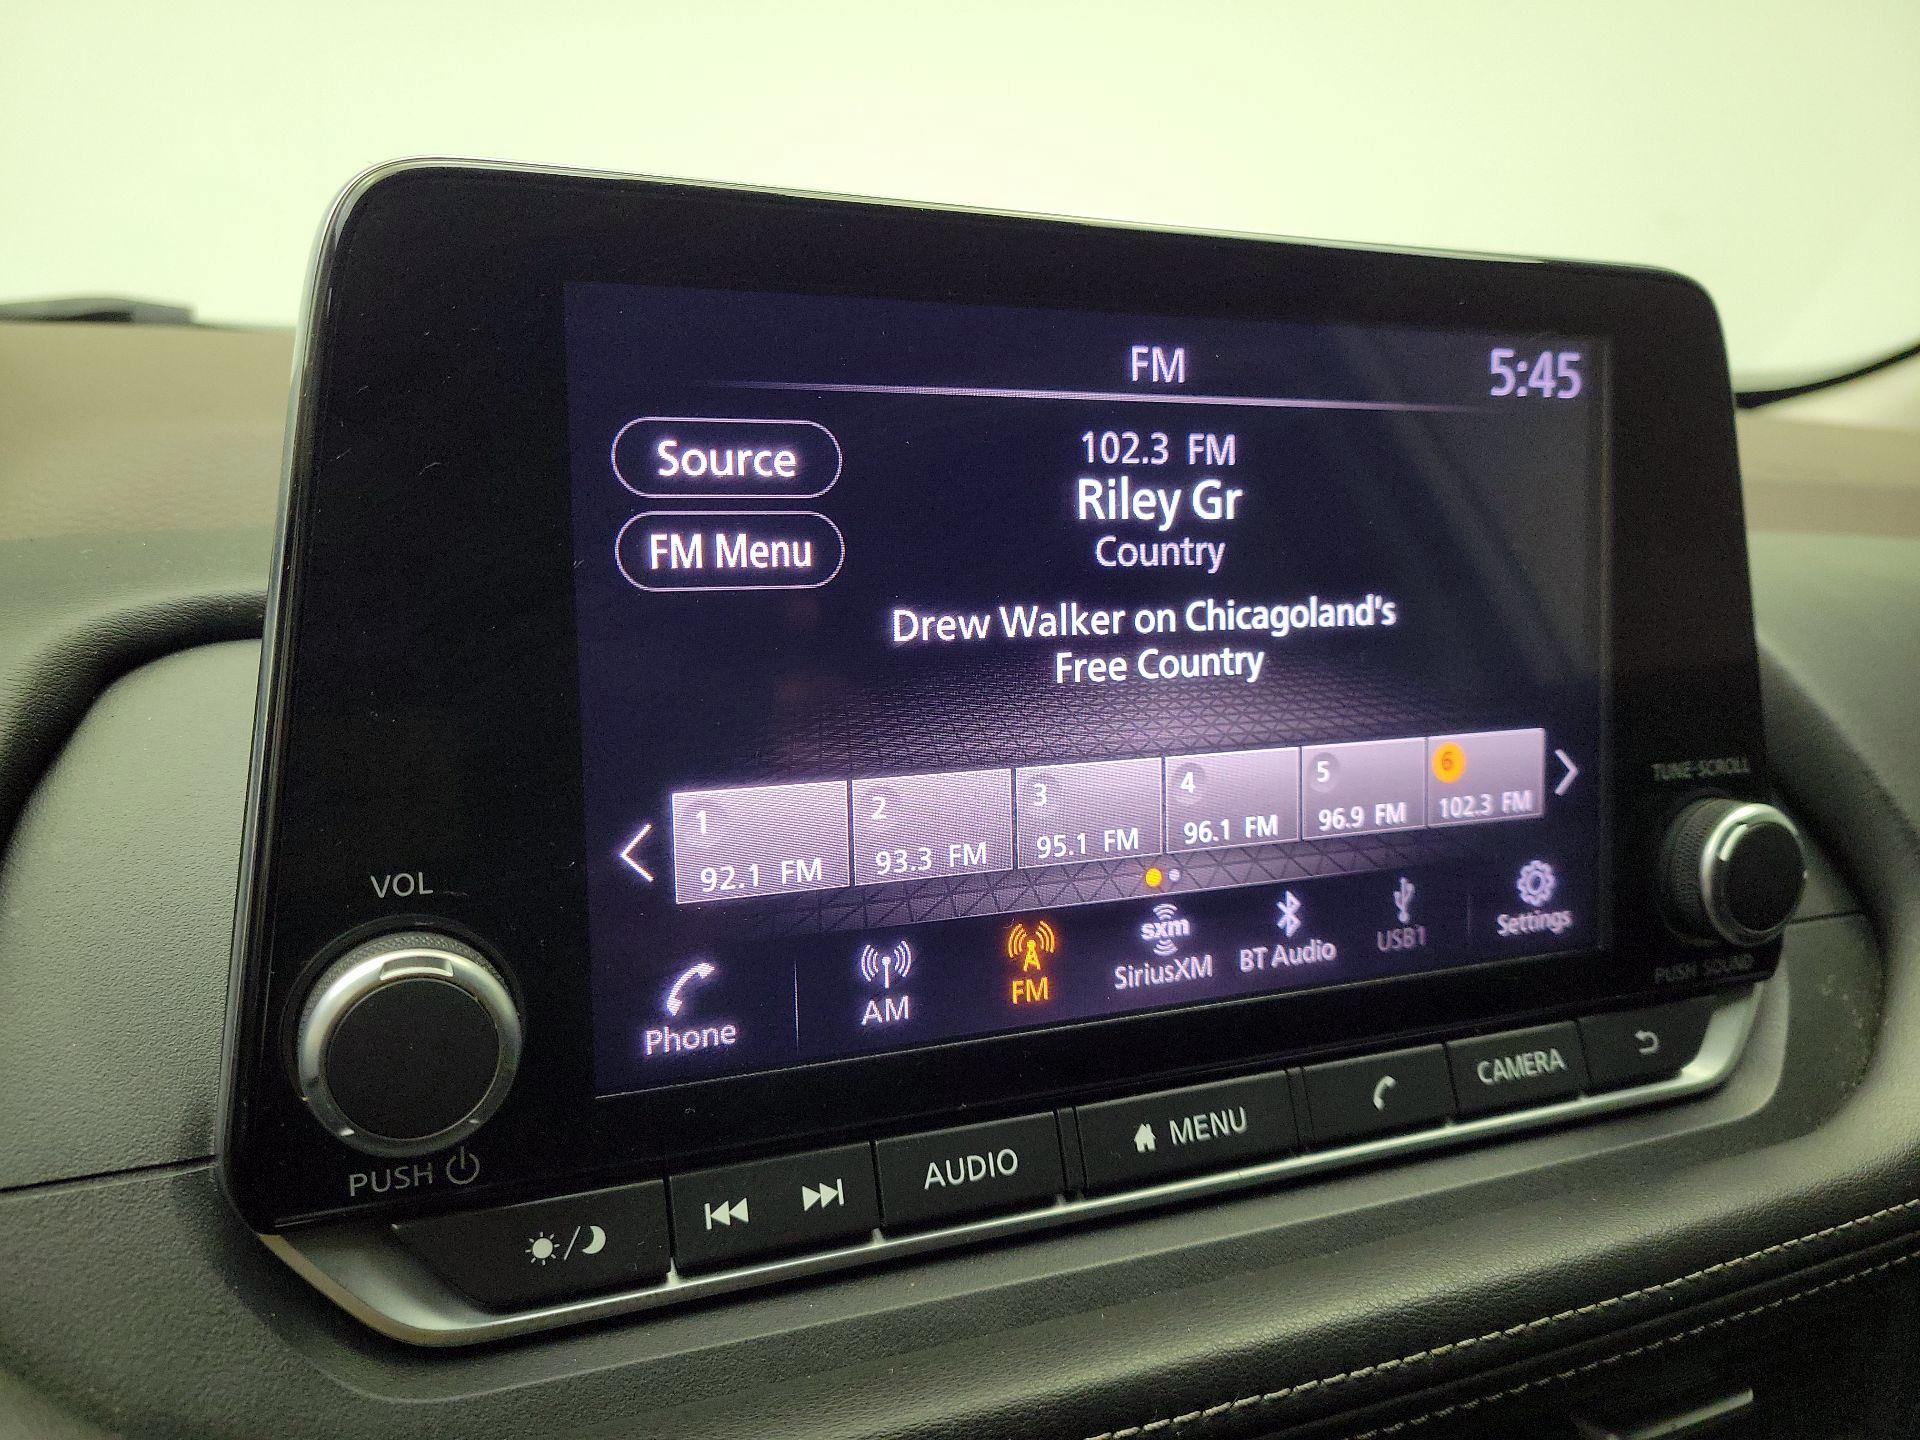 FM
5:45
Source
102.3 FM
Riley Gr
FM Menu
Country
Drew Walker on Chicagoland's
Free Country
1
92.1 FM
2
93.3 FM
3
95.1 FM
4
96.1 FM
5
96.9 FM
6
102.3 FM
TUNE·SCROLL
VOL
Phone
AM
FM
sxm
SiriusXM
BT Audio
USB1
Settings
PUSH SOUND
PUSH
AUDIO
MENU
CAMERA